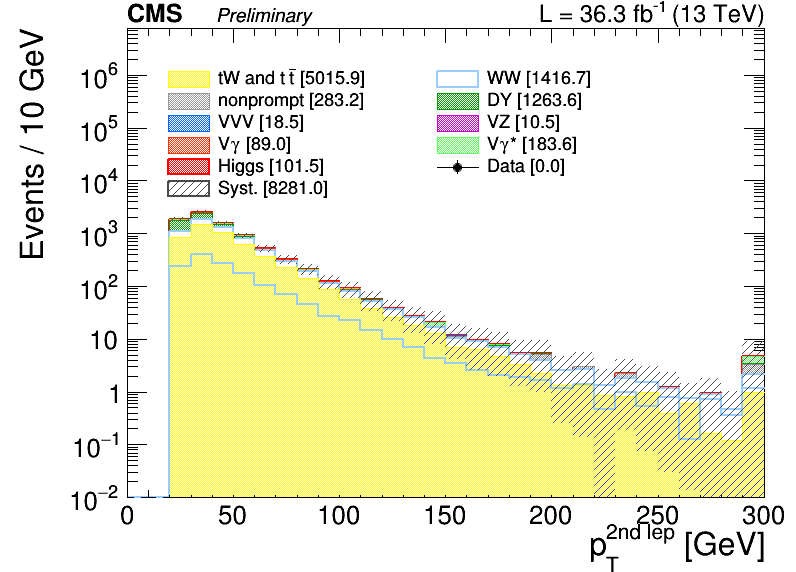 CMS Preliminary L = 36.3 fb⁻¹ (13 TeV)
Events / 10 GeV
10⁶
10⁵
10⁴
10³
10²
10
1
10⁻¹
10⁻²
tW and t t̄ [5015.9]
nonprompt [283.2]
VVV [18.5]
Vγ [89.0]
Higgs [101.5]
Syst. [8281.0]
WW [1416.7]
DY [1263.6]
VZ [10.5]
Vγ* [183.6]
Data [0.0]
0 50 100 150 200 250 300
p_T^2nd lep [GeV]